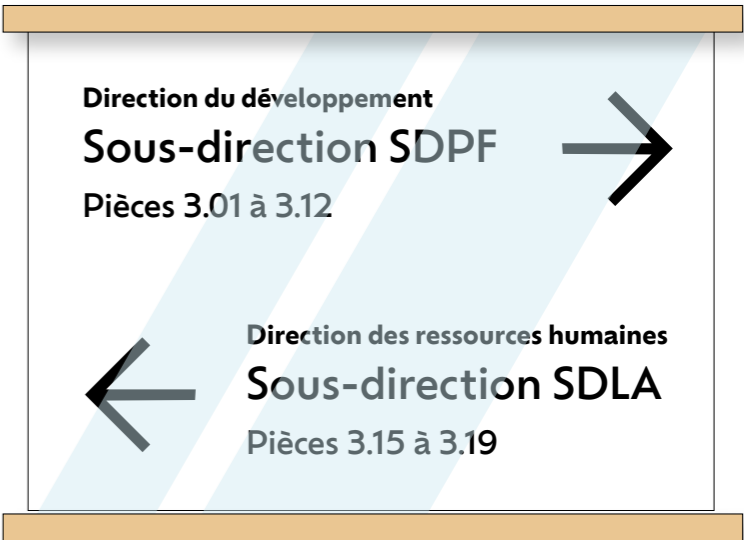 Direction du développement
Sous-direction SDPF
Pièces 3.01 à 3.12
Direction des ressources humaines
Sous-direction SDLA
Pièces 3.15 à 3.19